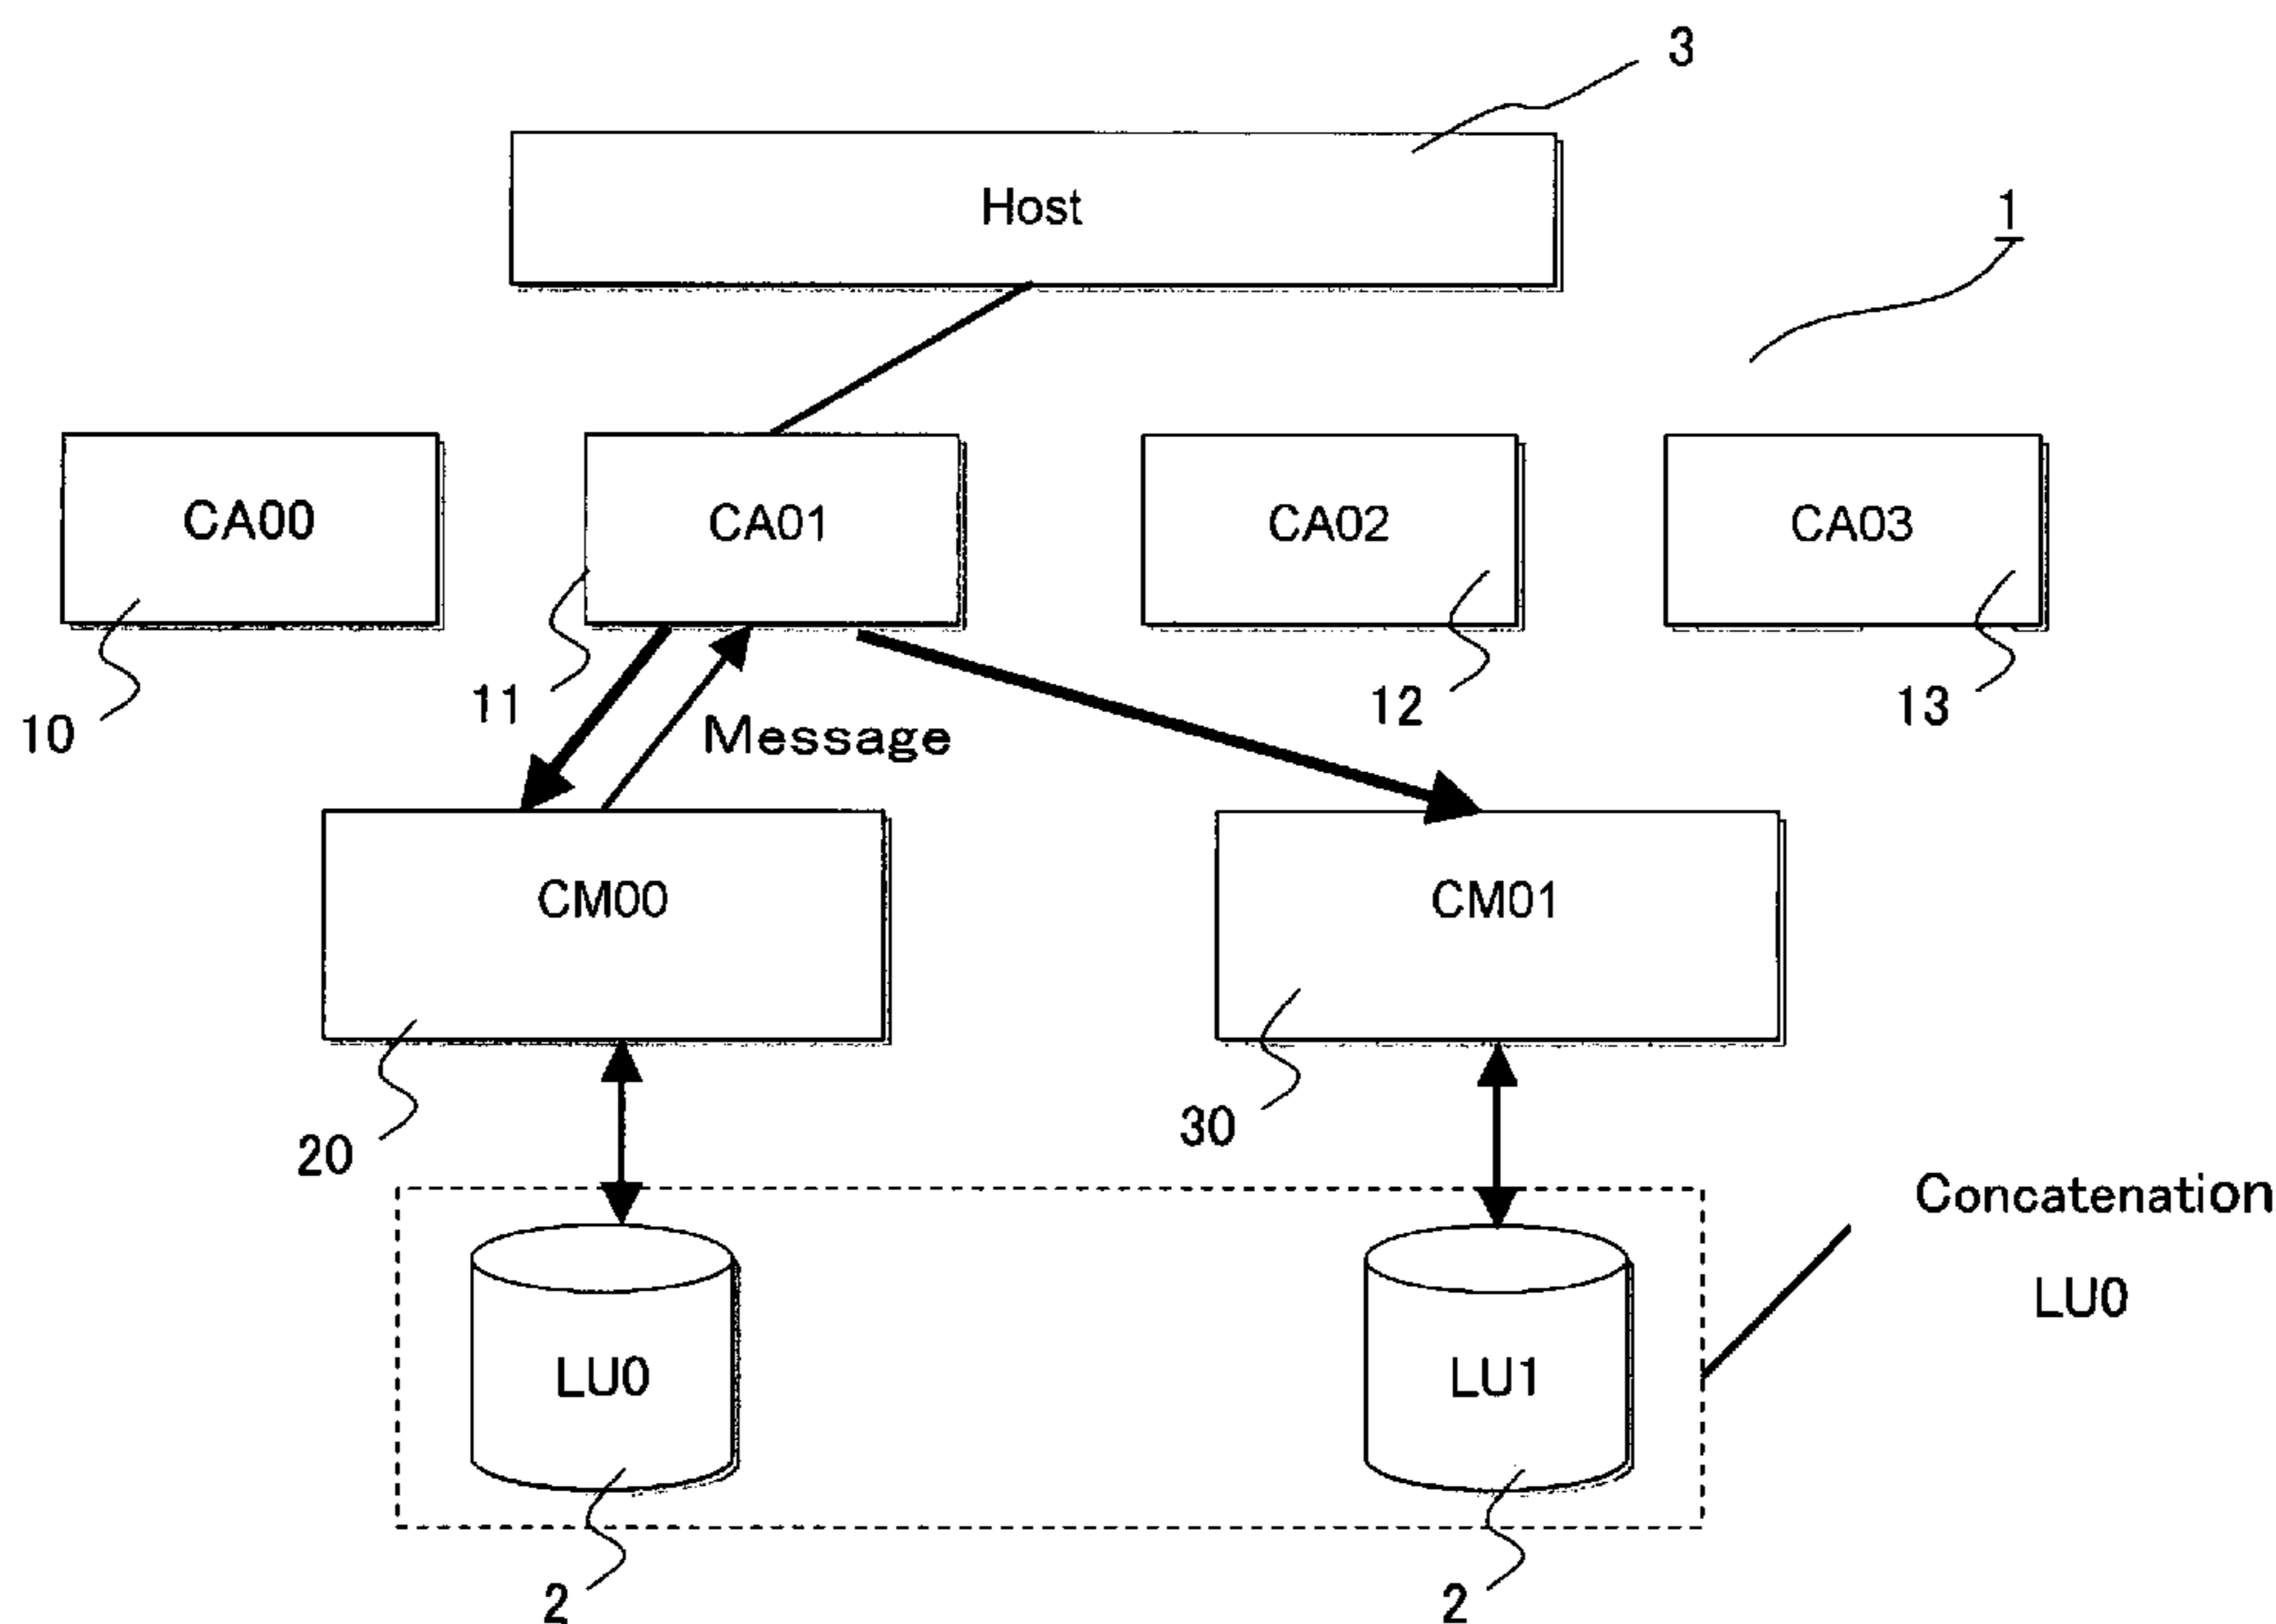 3
Host
1
CA00
CA01
CA02
CA03
10
11
Message
12
13
CM00
CM01
20
30
Concatenation
LU0
LU0
LU1
2
2